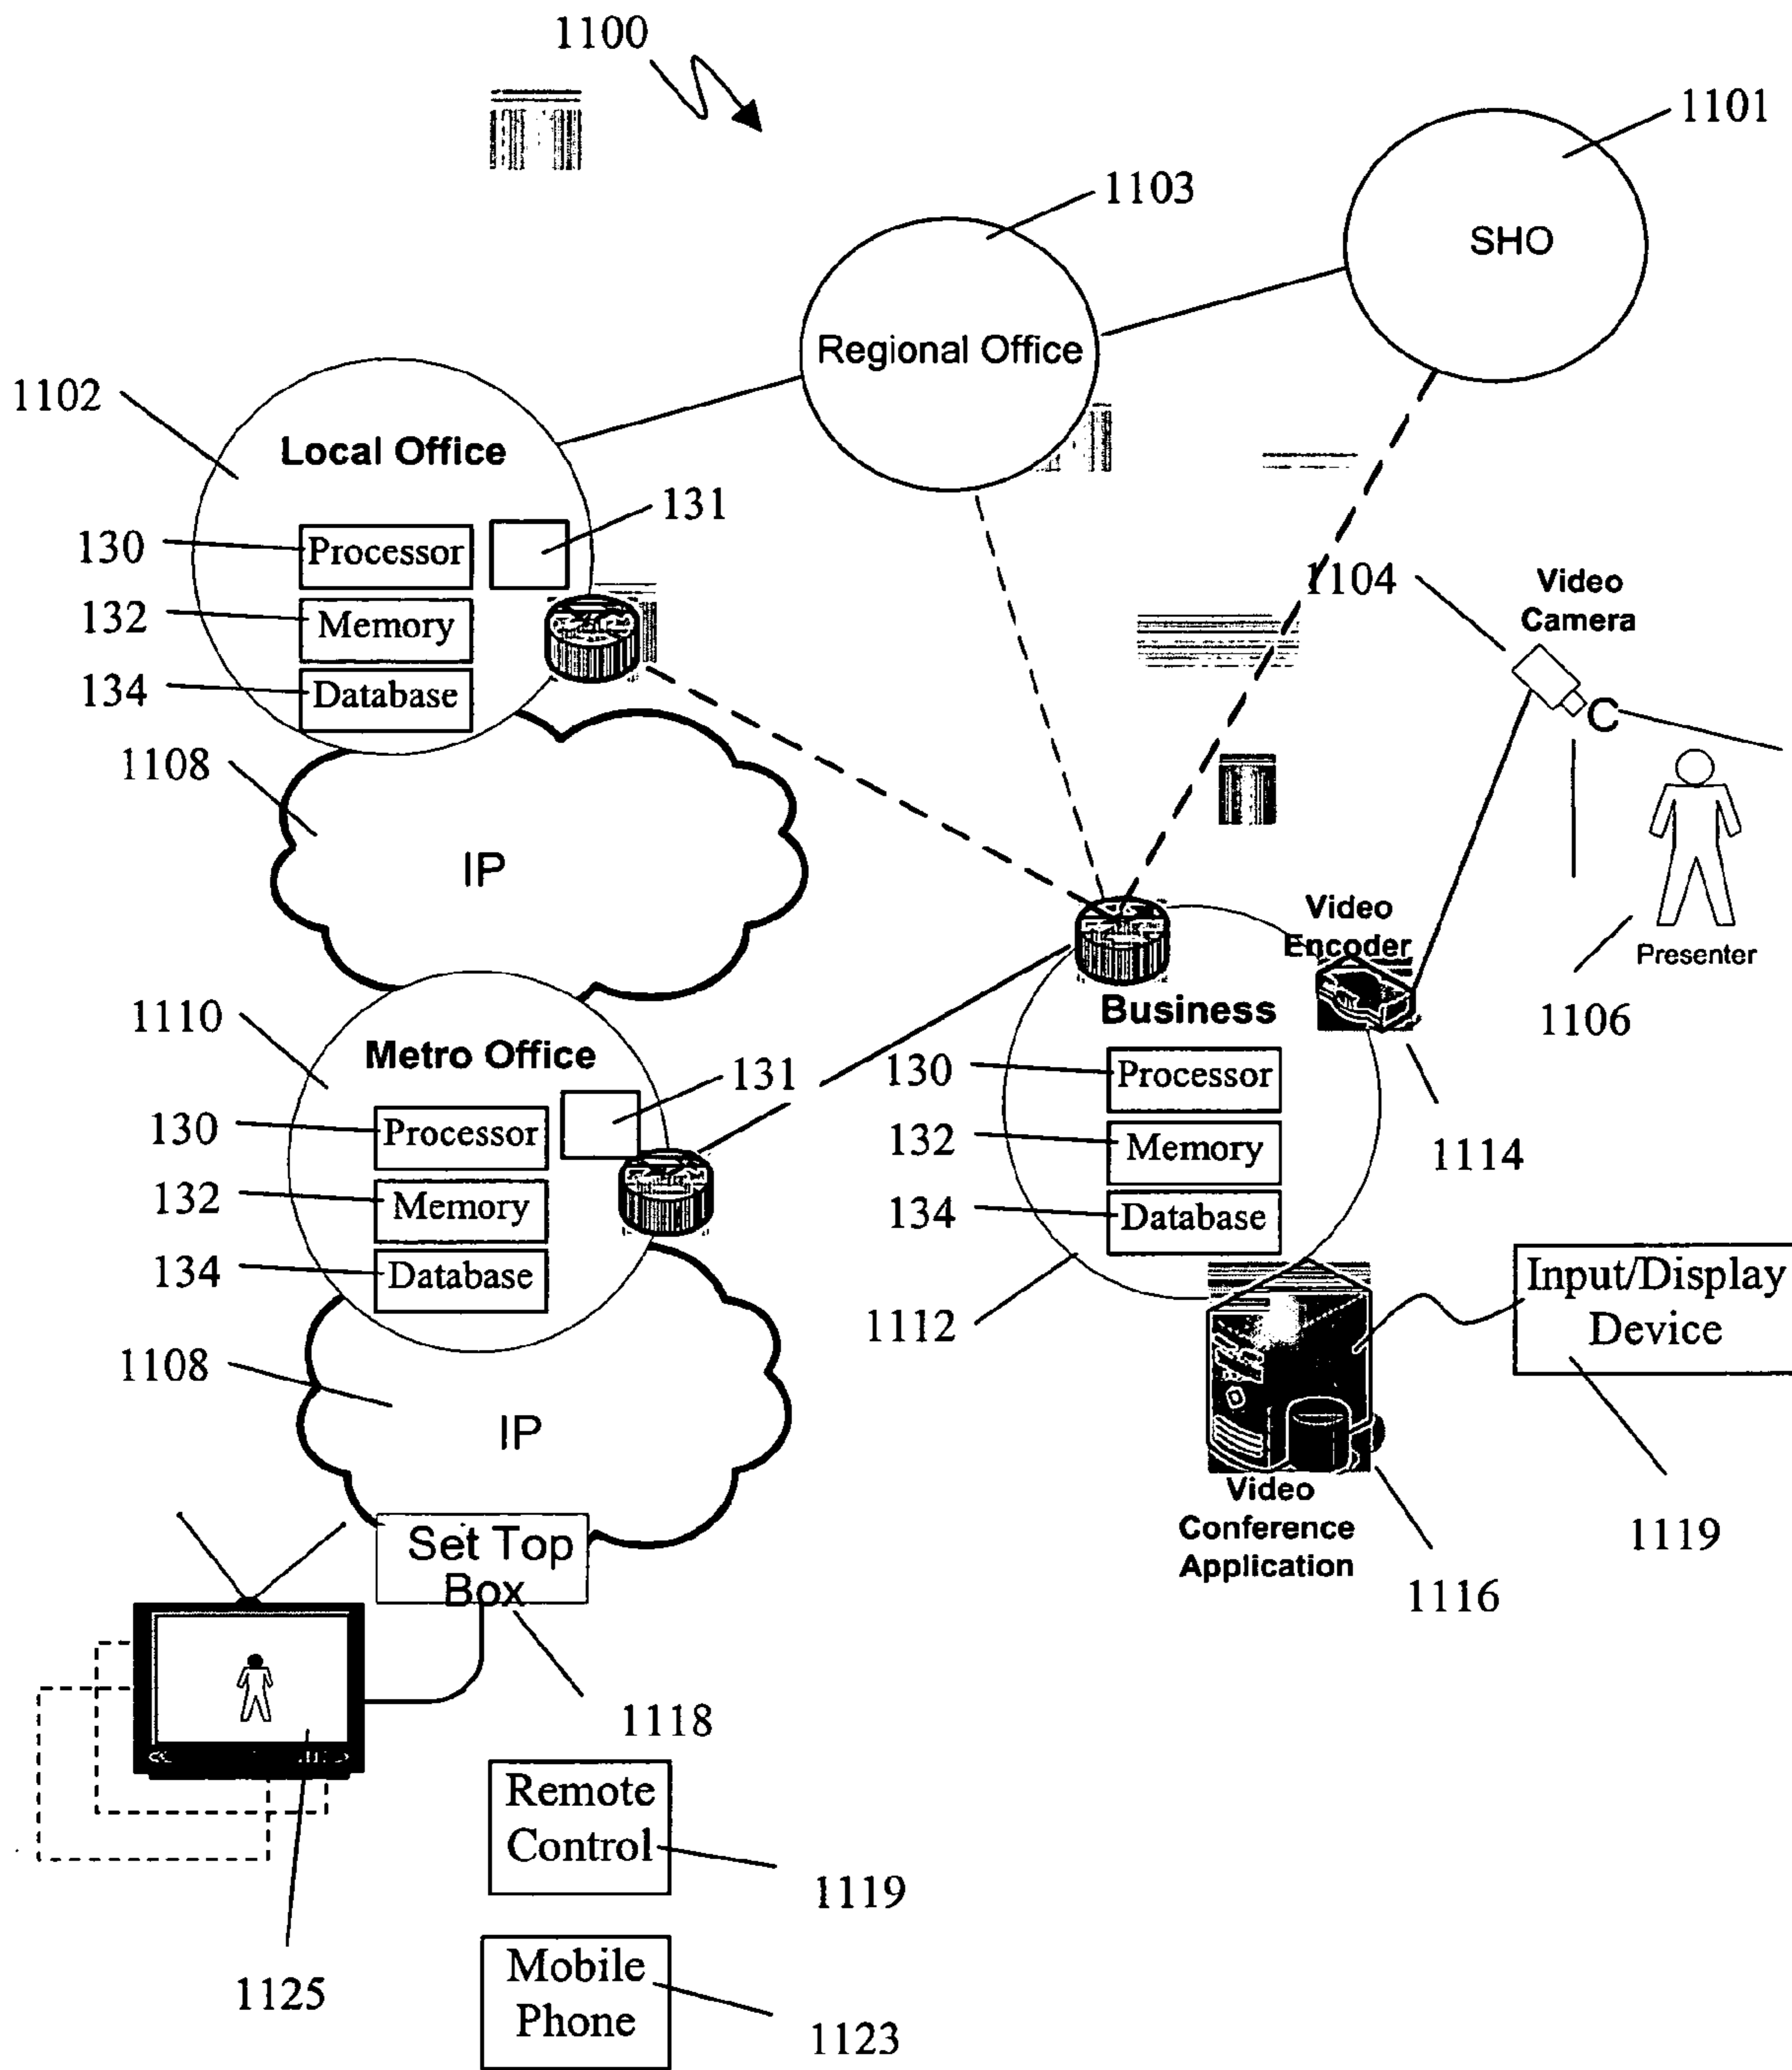 1100
1101
SHO
1103
Regional Office
1102
Local Office
131
130
Processor
132
Memory
134
Database
1104
Video
Camera
C
1108
IP
Video
Encoder
Presenter
1106
1110
Metro Office
131
Business
130
Processor
132
Memory
134
Database
130
Processor
132
Memory
134
Database
1114
1112
Input/Display
Device
1108
IP
Video
Conference
Application
1119
1116
Set Top
Box
1118
Remote
Control
1119
1125
Mobile
Phone
1123